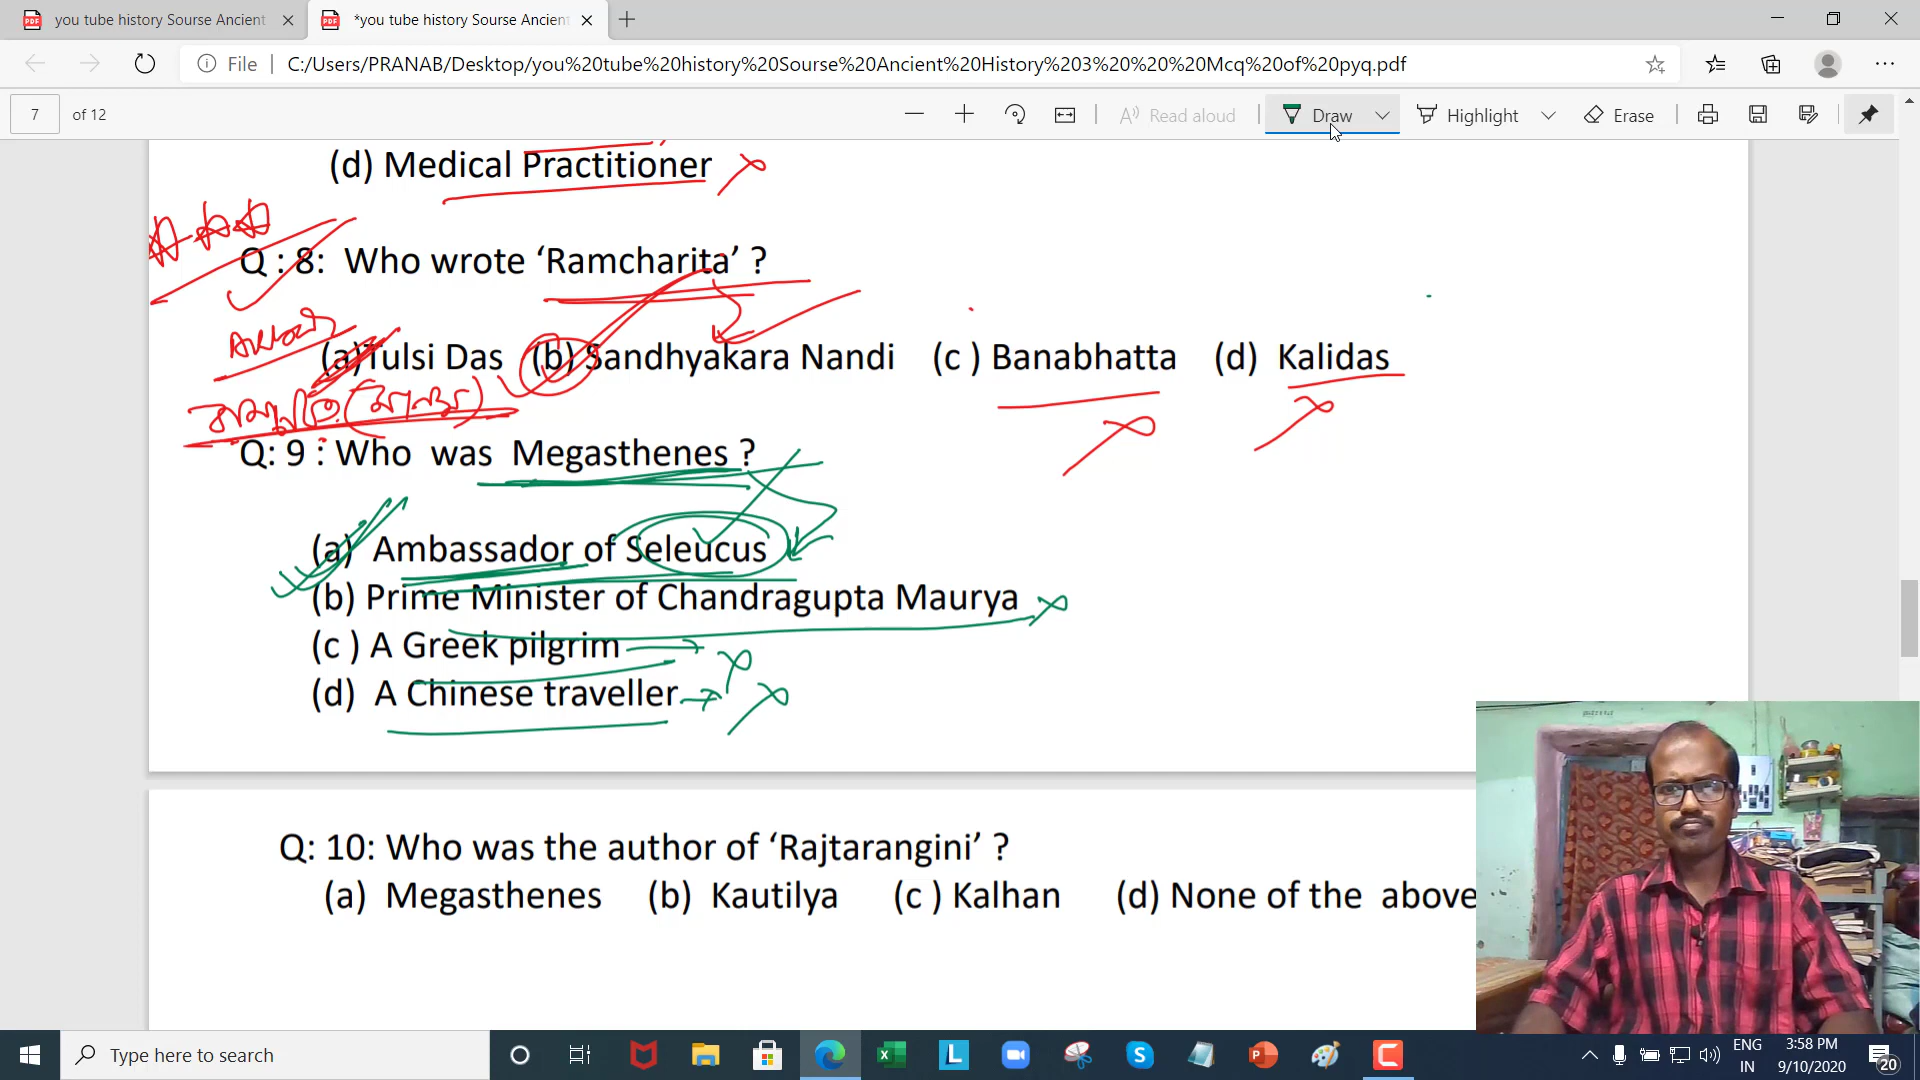 you tube history Sourse Ancient
*you tube history Sourse Ancien
File
C:/Users/PRANAB/Desktop/you%20tube%20history%20Sourse%20Ancient%20History%203%20%20%20Mcq%20of%20pyq.pdf
7 of 12
Read aloud
Draw
Highlight
Erase
(d) Medical Practitioner
Q : 8: Who wrote ‘Ramcharita’ ?
(a)Tulsi Das (b) Sandhyakara Nandi (c ) Banabhatta (d) Kalidas
Q: 9 : Who was Megasthenes ?
(a) Ambassador of Seleucus
(b) Prime Minister of Chandragupta Maurya
(c ) A Greek pilgrim
(d) A Chinese traveller
Q: 10: Who was the author of ‘Rajtarangini’ ?
(a) Megasthenes (b) Kautilya (c ) Kalhan (d) None of the above
Type here to search
ENG
IN
3:58 PM
9/10/2020
20